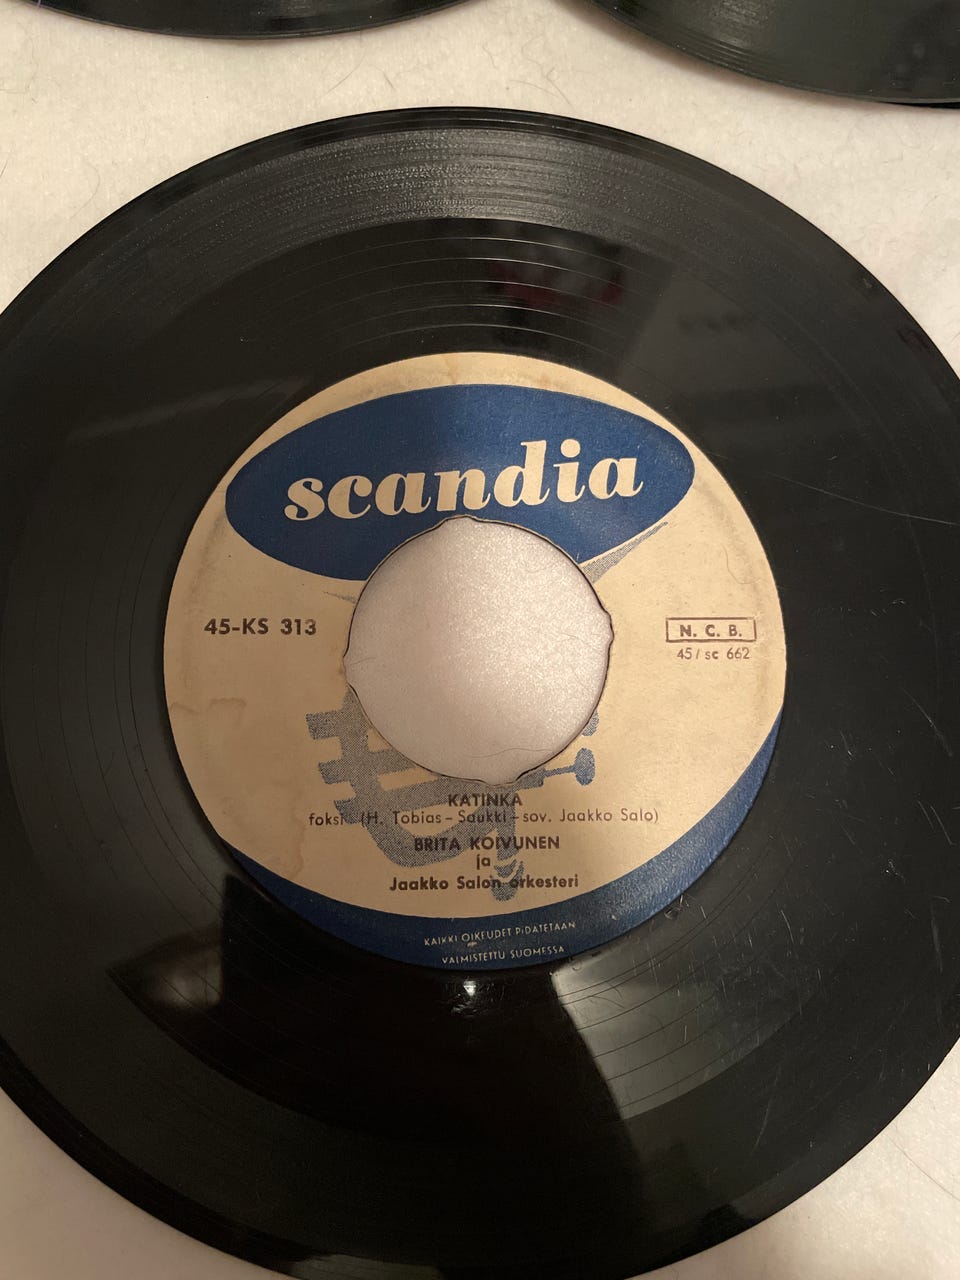 scandia
45-KS 313
N. C. B.
45/sc 662
KATINKA
foksi (H. Tobias - Saukki - sov. Jaakko Salo)
BRITA KOIVUNEN
ja
Jaakko Salon orkesteri
KAIKKI OIKEUDET PIDÄTETÄÄN
VALMISTETTU SUOMESSA